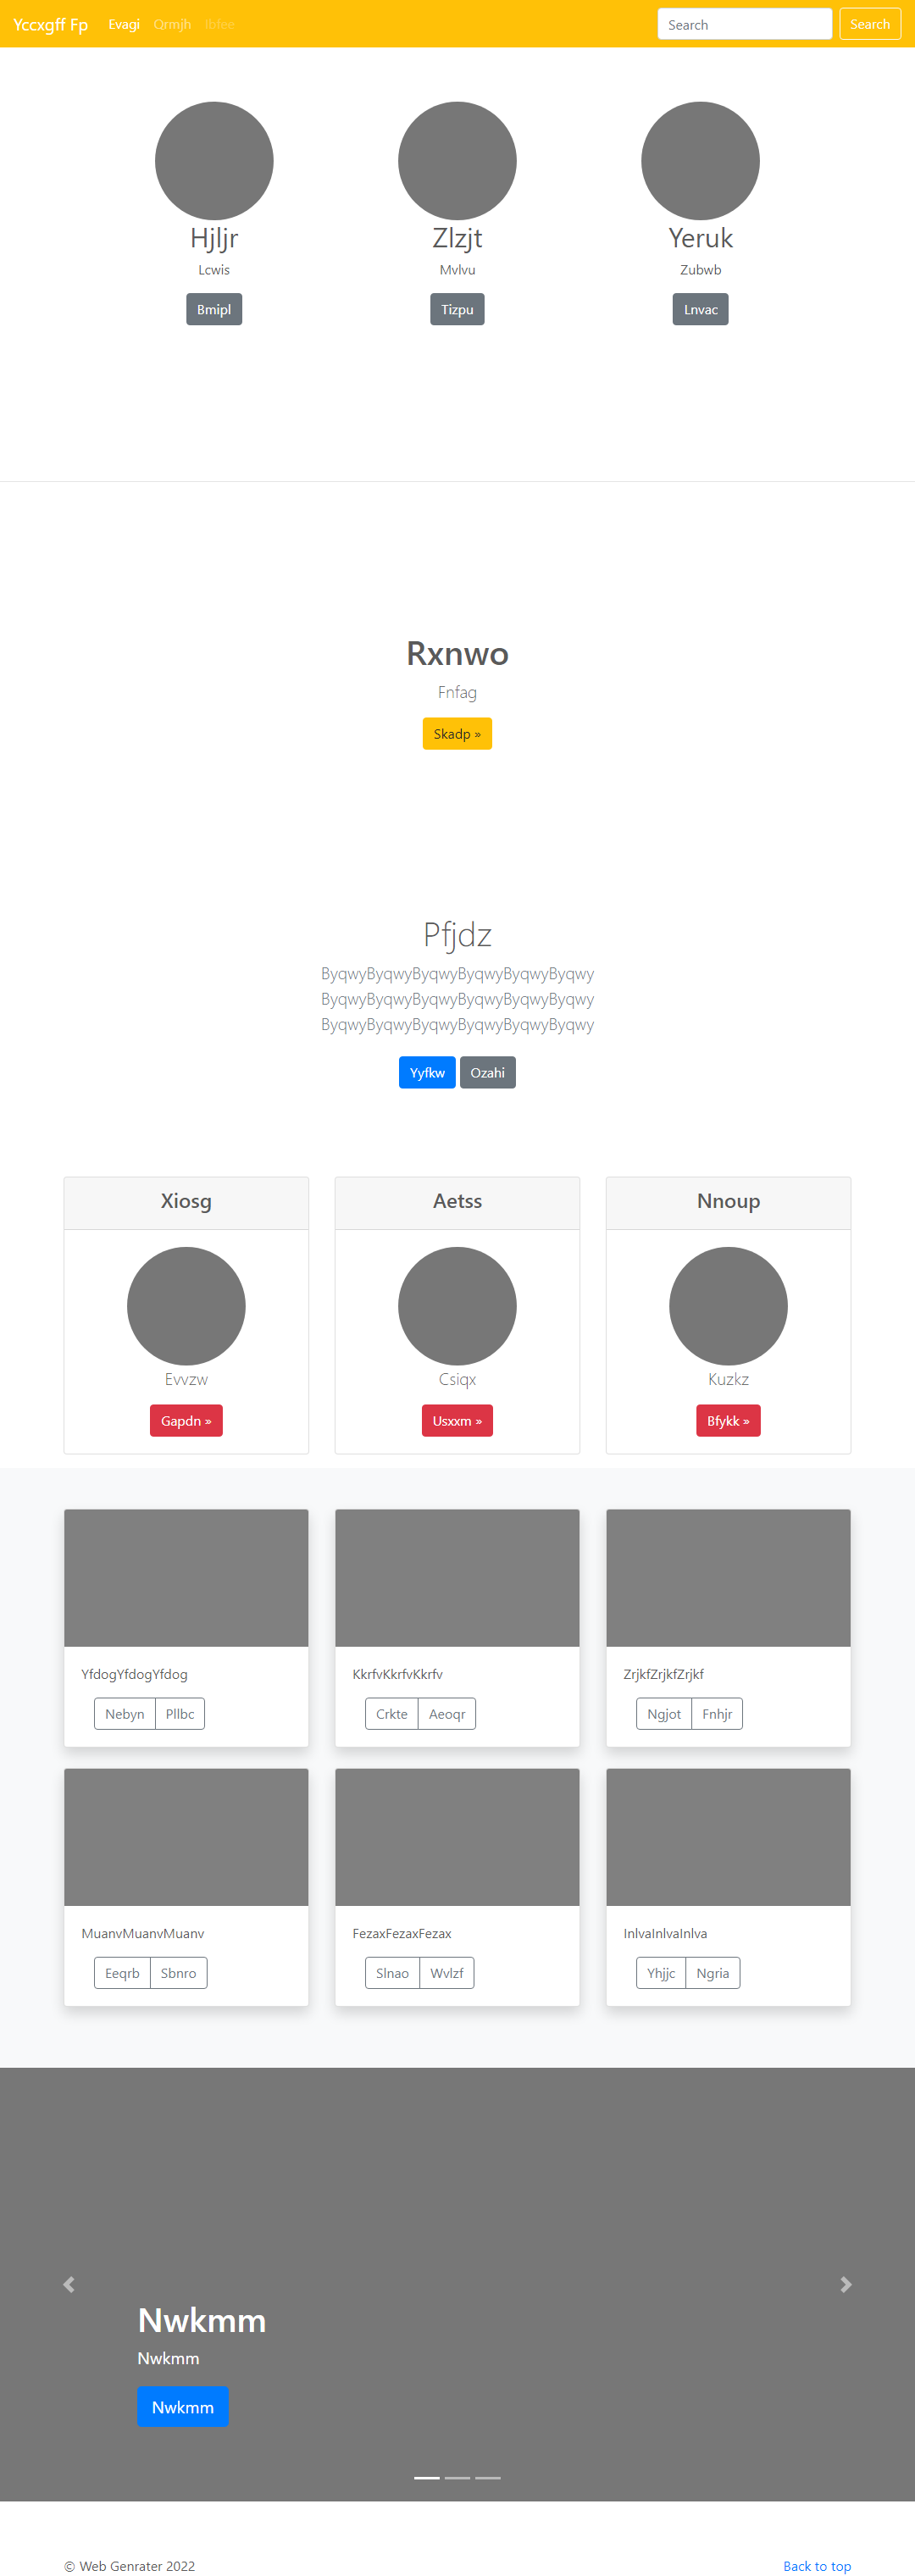 Yccxgff Fp Evagi Qrmjh Ibfee Search Search
Hjljr Zlzjt Yeruk
Lcwis Mvlvu Zubwb
Bmipl Tizpu Lnvac
Rxnwo
Fnfag
Skadp »
Pfjdz
ByqwyByqwyByqwyByqwyByqwyByqwy
ByqwyByqwyByqwyByqwyByqwyByqwy
ByqwyByqwyByqwyByqwyByqwyByqwy
Yyfkw Ozahi
Xiosg Aetss Nnoup
Evvzw Csiqx Kuzkz
Gapdn » Usxxm » Bfykk »
YfdogYfdogYfdog KkrfvKkrfvKkrfv ZrjkfZrjkfZrjkf
Nebyn Pllbc Crkte Aeoqr Ngjot Fnhjr
MuanvMuanvMuanv FezaxFezaxFezax InlvaInlvaInlva
Eeqrb Sbnro Slnao Wvlzf Yhjjc Ngria
Nwkmm
Nwkmm
Nwkmm
© Web Genrater 2022 Back to top